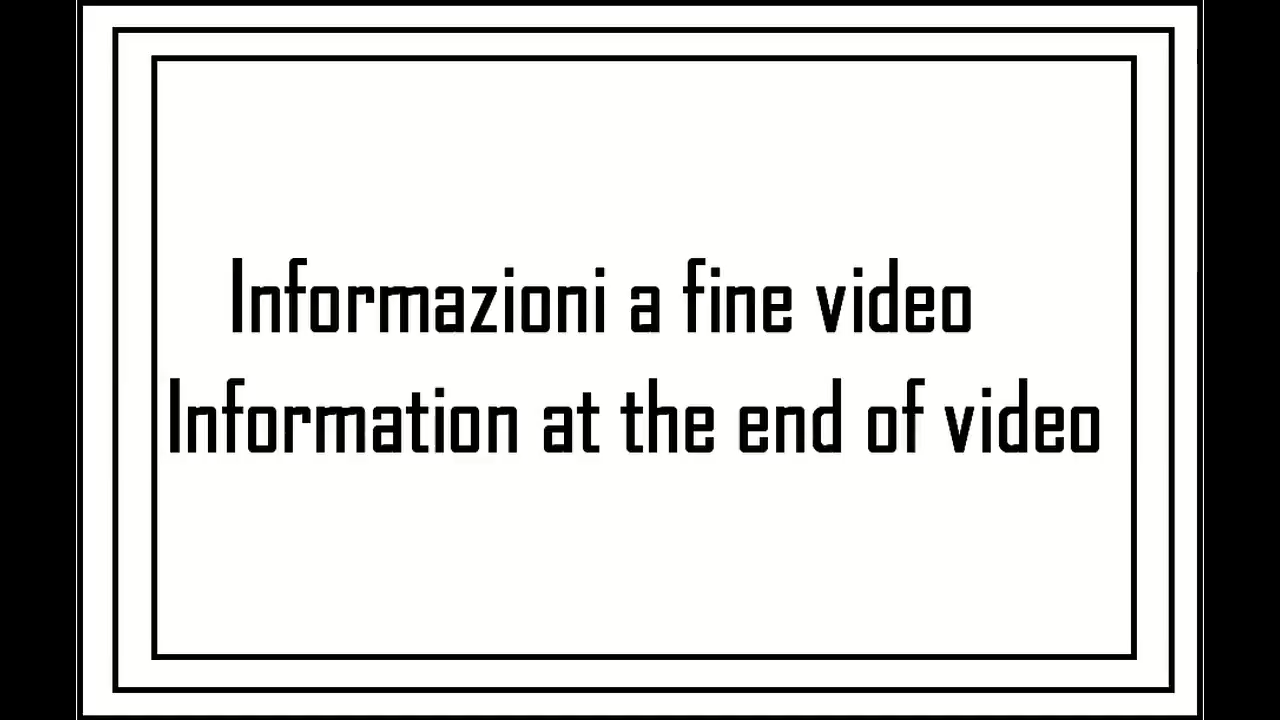 Informazioni a fine video
Information at the end of video